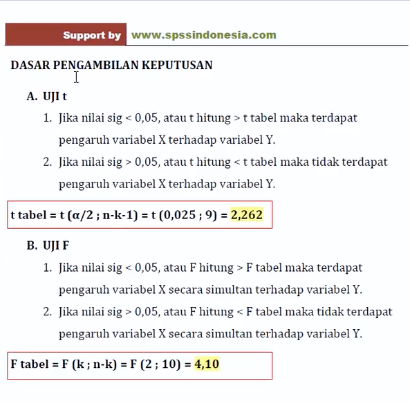 Support by www.spssindonesia.com
DASAR PENGAMBILAN KEPUTUSAN
A. UJI t
1. Jika nilai sig < 0,05, atau t hitung > t tabel maka terdapat
pengaruh variabel X terhadap variabel Y.
2. Jika nilai sig > 0,05, atau t hitung < t tabel maka tidak terdapat
pengaruh variabel X terhadap variabel Y.
t tabel = t (α/2 ; n-k-1) = t (0,025 ; 9) = 2,262
B. UJI F
1. Jika nilai sig < 0,05, atau F hitung > F tabel maka terdapat
pengaruh variabel X secara simultan terhadap variabel Y.
2. Jika nilai sig > 0,05, atau F hitung < F tabel maka tidak terdapat
pengaruh variabel X secara simultan terhadap variabel Y.
F tabel = F (k ; n-k) = F (2 ; 10) = 4,10